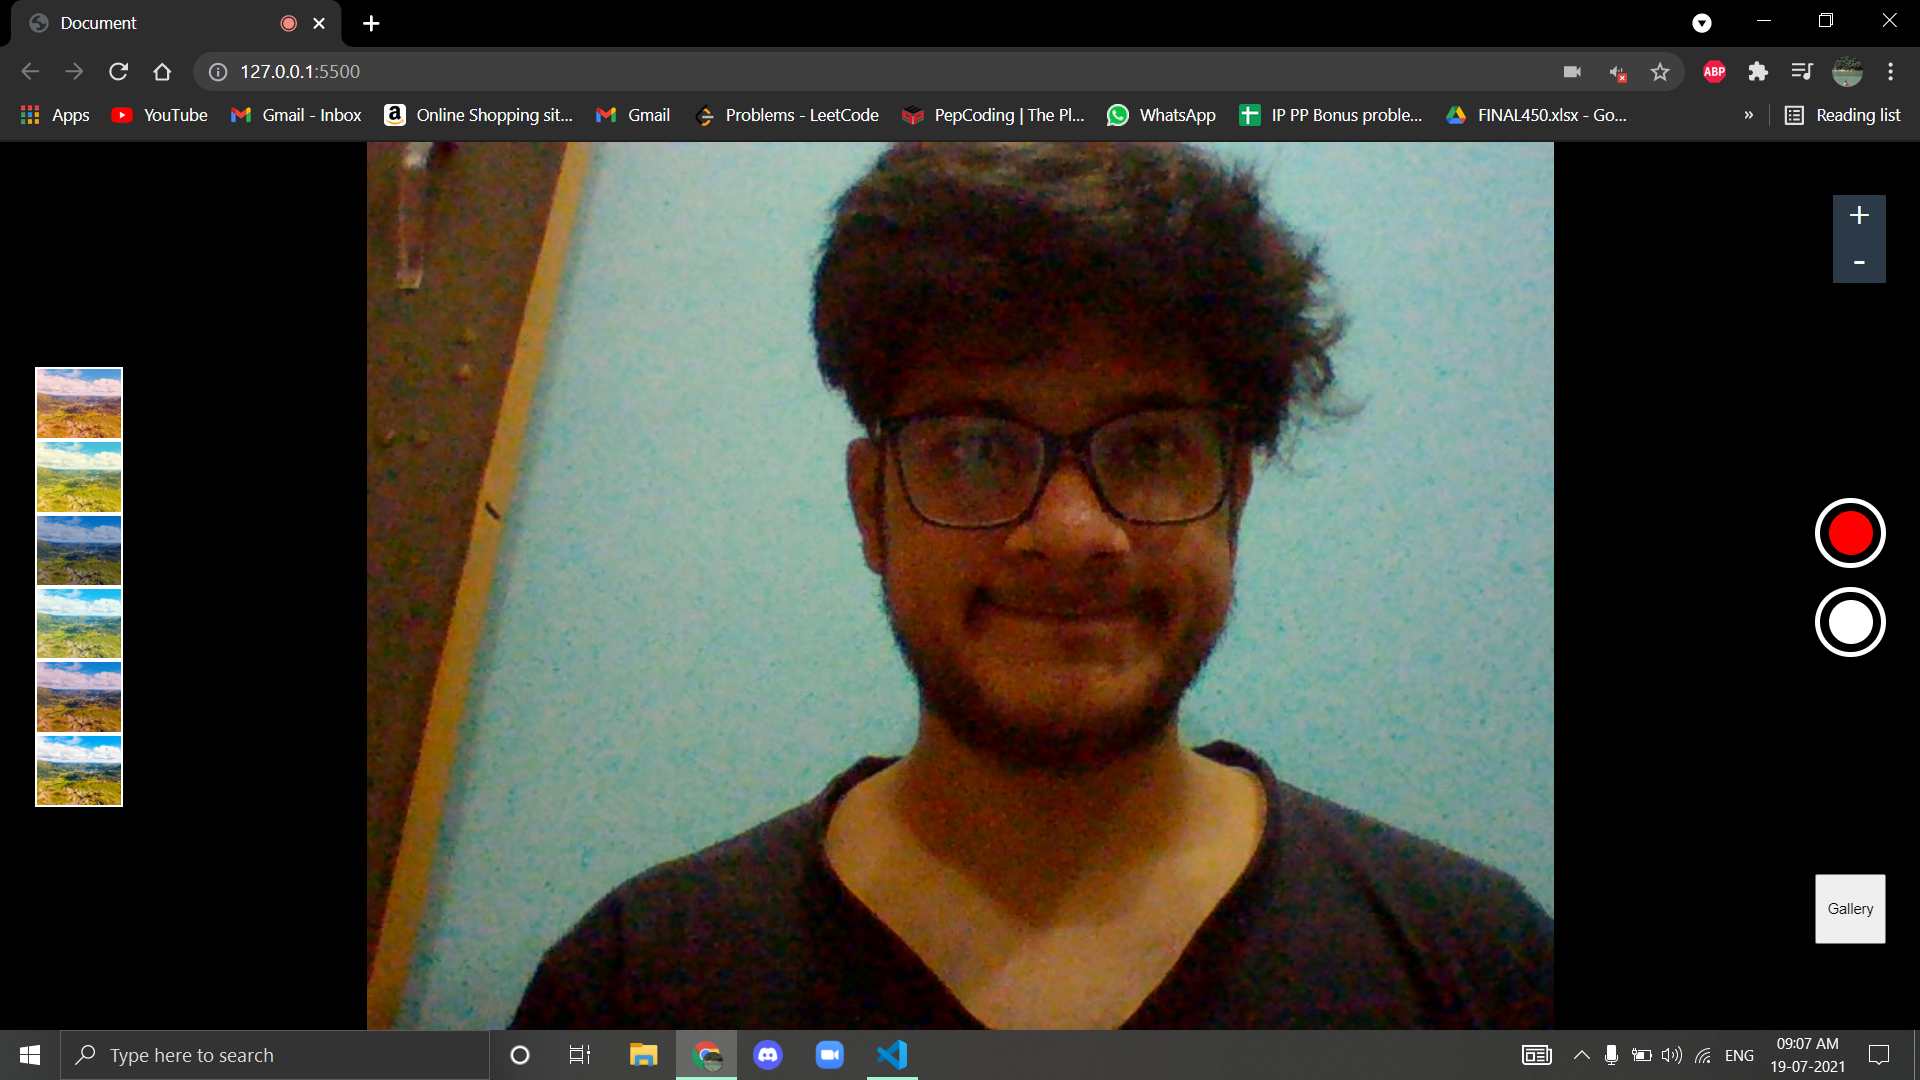 Document
127.0.0.1:5500
ABP
Apps
YouTube
Gmail - Inbox
Online Shopping sit...
Gmail
Problems - LeetCode
PepCoding | The Pl...
WhatsApp
IP PP Bonus proble...
FINAL450.xlsx - Go...
»
Reading list
+
-
Gallery
Type here to search
ENG
09:07 AM
19-07-2021